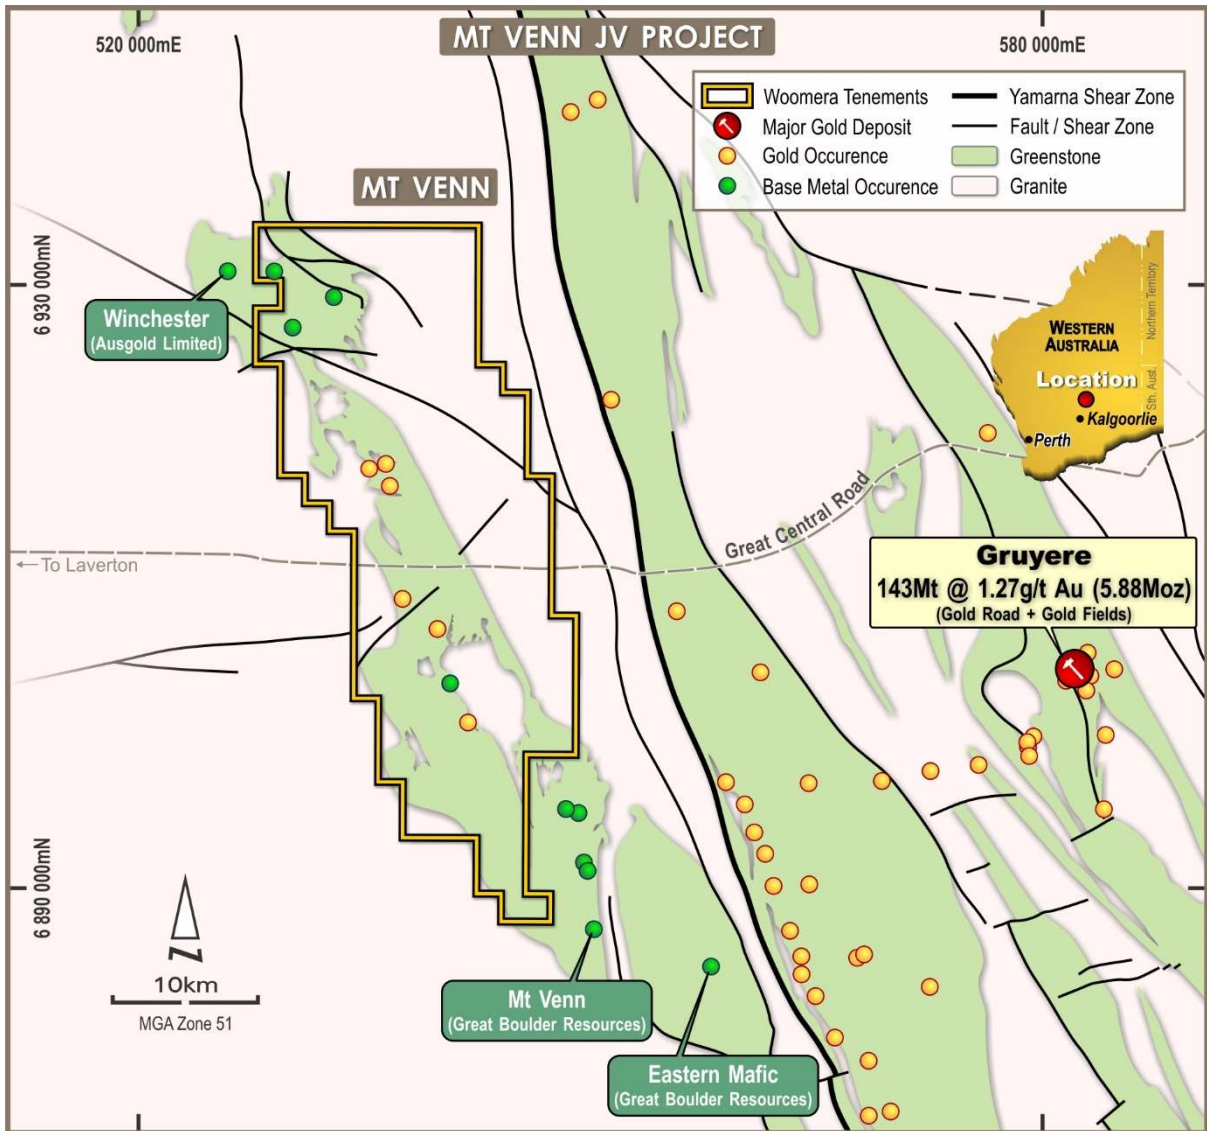 MT VENN JV PROJECT
520 000mE
580 000mE
Woomera Tenements
Major Gold Deposit
Gold Occurence
Base Metal Occurence
Yamarna Shear Zone
Fault / Shear Zone
Greenstone
Granite
MT VENN
6 930 000mN
Winchester
(Ausgold Limited)
WESTERN
AUSTRALIA
Northern Territory
Sth. Aust.
Location
Kalgoorlie
Perth
Great Central Road
←To Laverton
Gruyere
143Mt @ 1.27g/t Au (5.88Moz)
(Gold Road + Gold Fields)
6 890 000mN
N
10km
MGA Zone 51
Mt Venn
(Great Boulder Resources)
Eastern Mafic
(Great Boulder Resources)